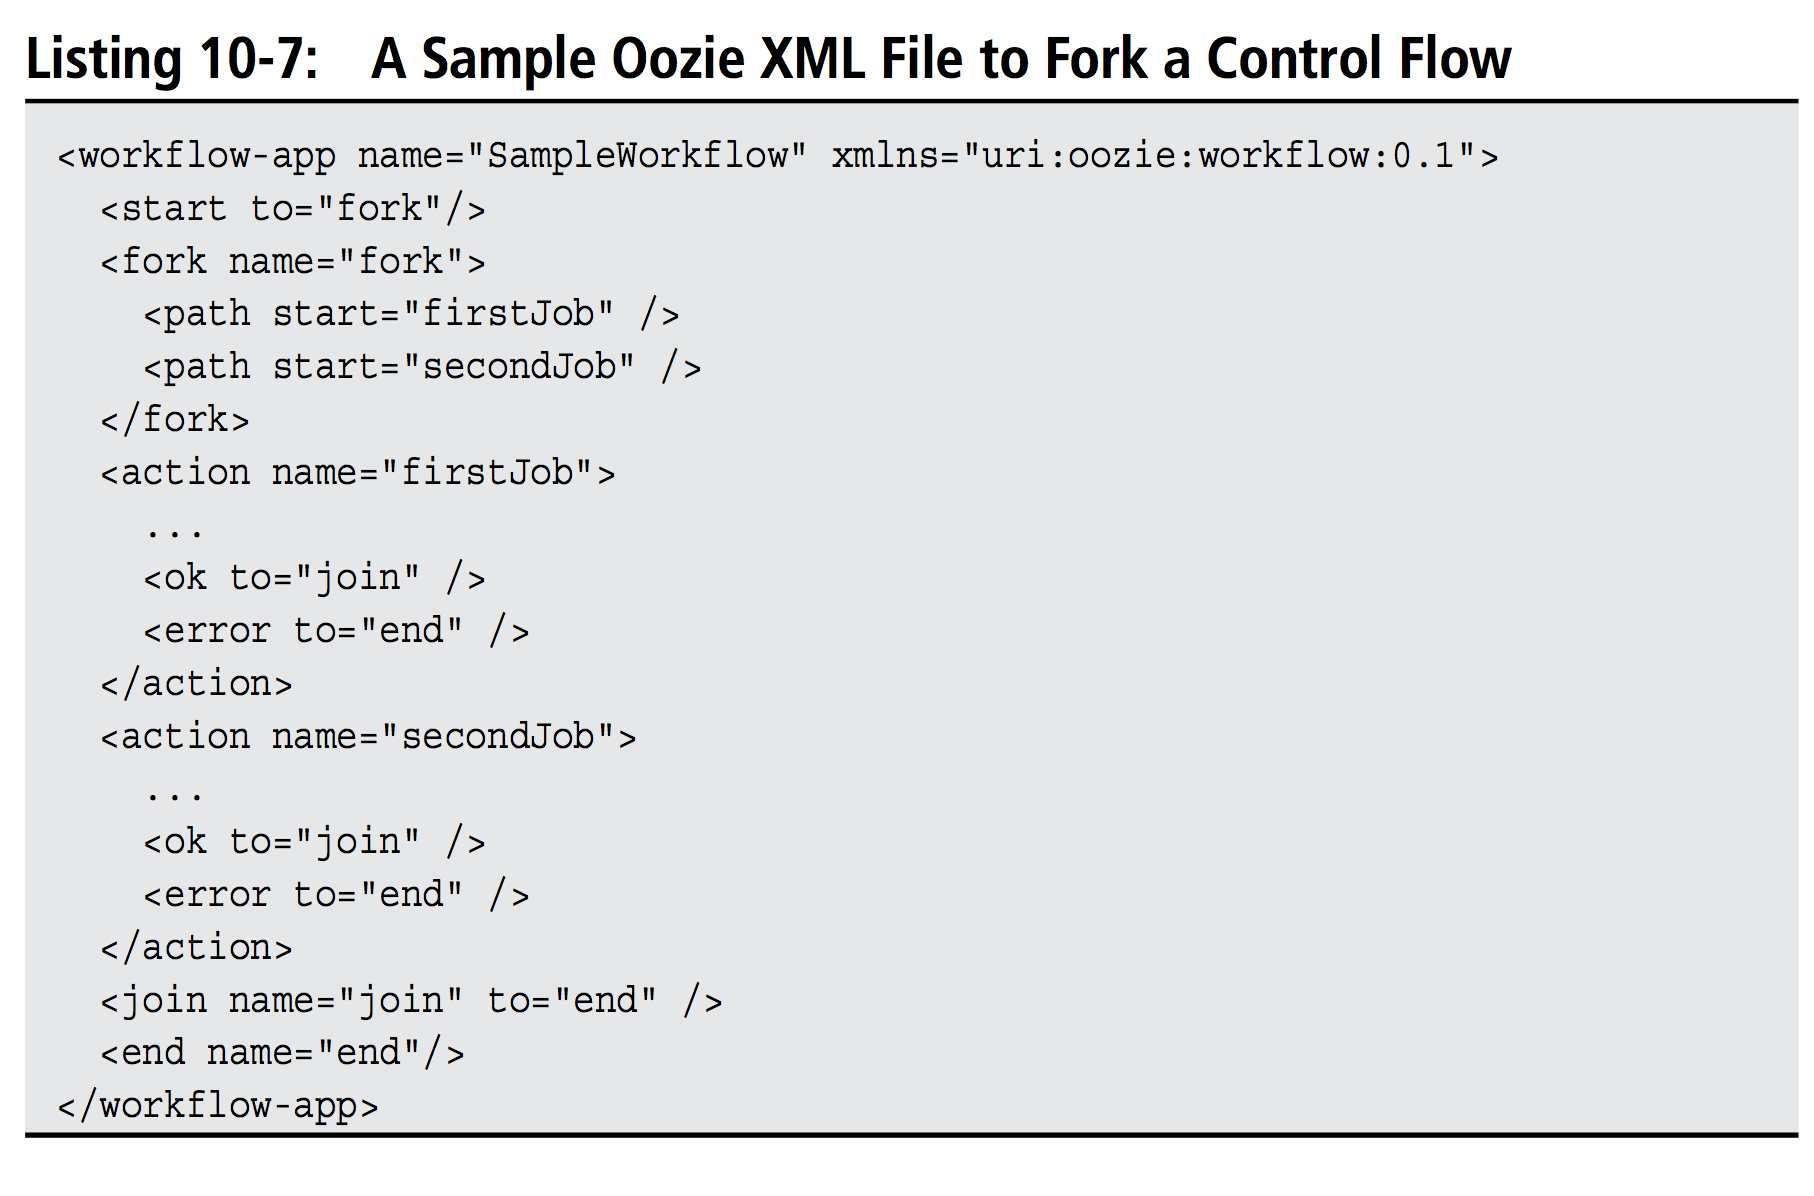 Listing 10-7: A Sample Oozie XML File to Fork a Control Flow
<workflow-app name="SampleWorkflow" xmlns="uri:oozie:workflow:0.1">
  <start to="fork"/>
  <fork name="fork">
    <path start="firstJob" />
    <path start="secondJob" />
  </fork>
  <action name="firstJob">
    ...
    <ok to="join" />
    <error to="end" />
  </action>
  <action name="secondJob">
    ...
    <ok to="join" />
    <error to="end" />
  </action>
  <join name="join" to="end" />
  <end name="end"/>
</workflow-app>